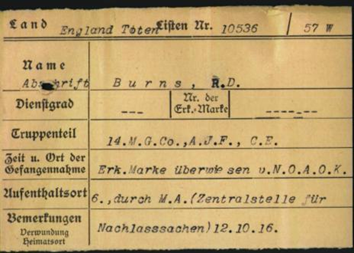 Land England Toten Listen Nr. 10536 / 57 W
Name
Abschrift Burns, R.D.
Dienstgrad --- Nr. der Erk.-Marke -----
Truppenteil 14.M.G.Co.,A.J.F., C.E.
Zeit u. Ort der
Gefangennahme Erk.Marke überwiesen v.N.O.A.O.K.
Aufenthaltsort 6.,durch M.A.(Zentralstelle für
Bemerkungen Nachlasssachen)12.10.16.
Verwundung
Heimatsort